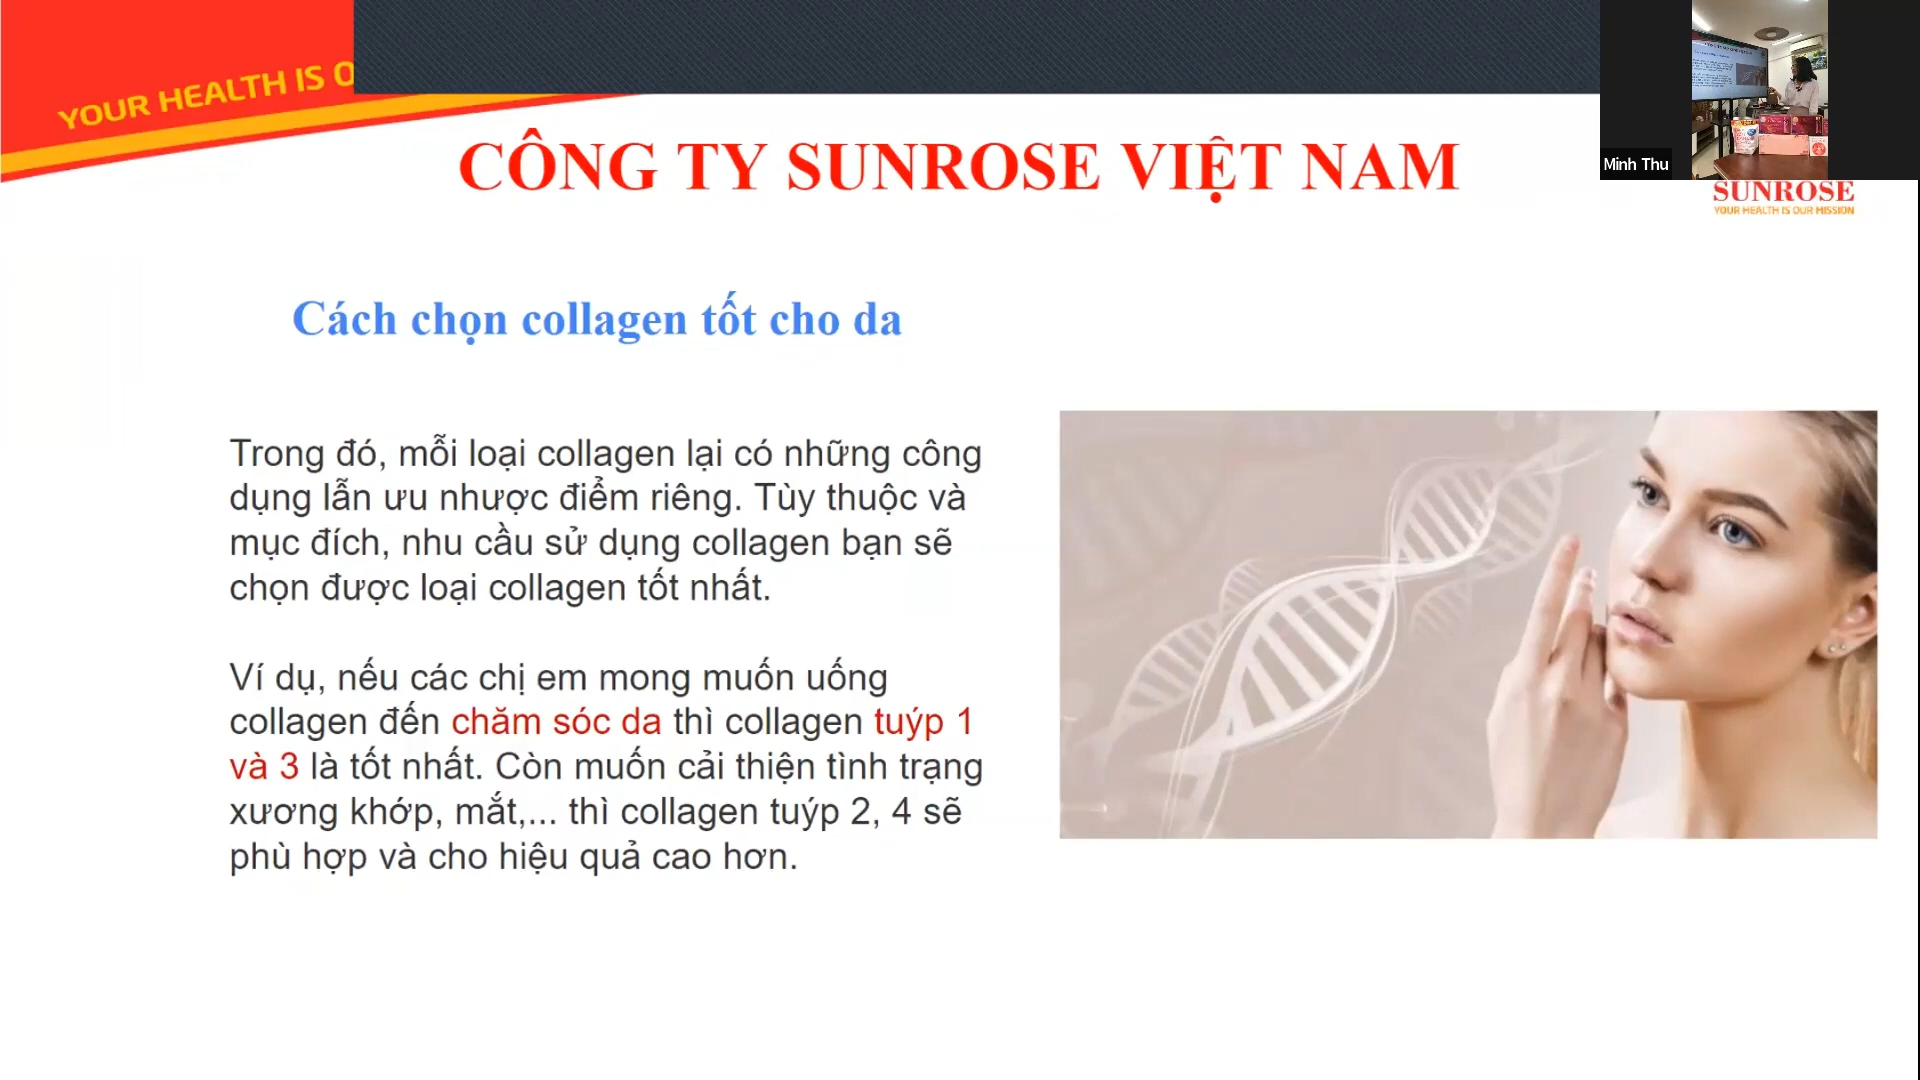 YOUR HEALTH IS O
CÔNG TY SUNROSE VIỆT NAM
Minh Thu
SUNROSE
YOUR HEALTH IS OUR MISSION
Cách chọn collagen tốt cho da
Trong đó, mỗi loại collagen lại có những công
dụng lẫn ưu nhược điểm riêng. Tùy thuộc và
mục đích, nhu cầu sử dụng collagen bạn sẽ
chọn được loại collagen tốt nhất.
Ví dụ, nếu các chị em mong muốn uống
collagen đến chăm sóc da thì collagen tuýp 1
và 3 là tốt nhất. Còn muốn cải thiện tình trạng
xương khớp, mắt,... thì collagen tuýp 2, 4 sẽ
phù hợp và cho hiệu quả cao hơn.